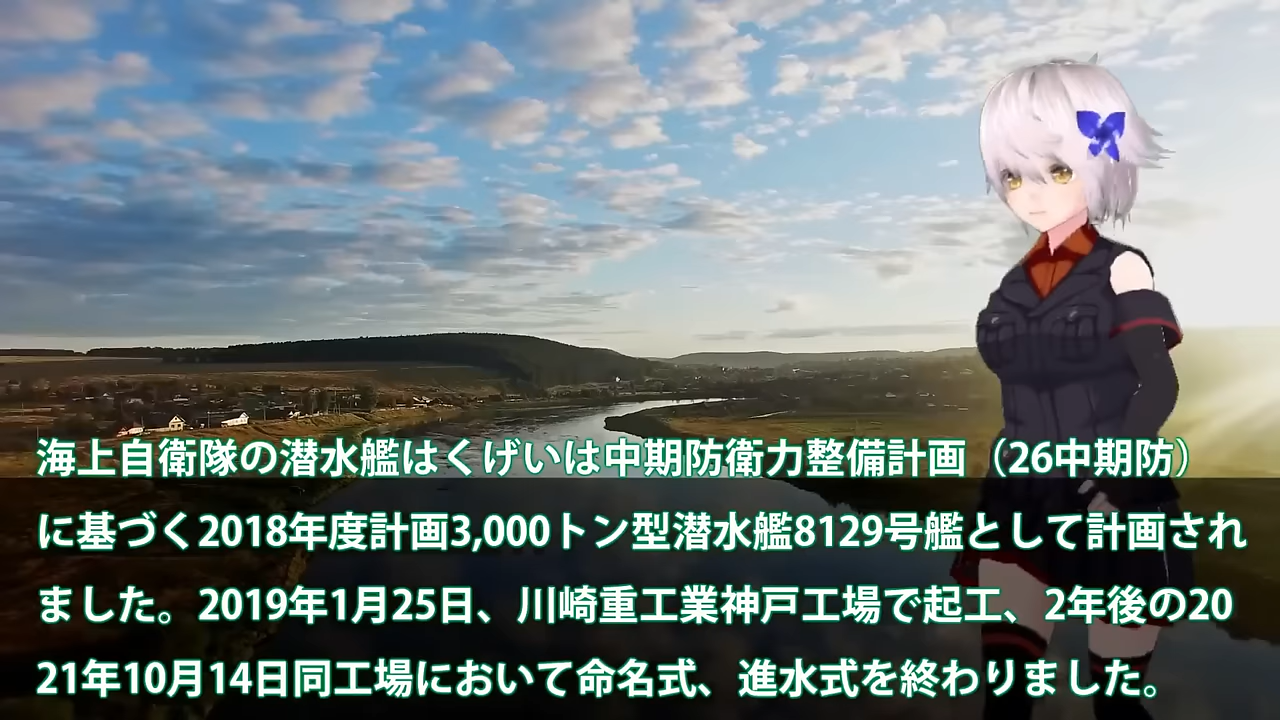 海上自衛隊の潜水艦はくげいは中期防衛力整備計画（26中期防）
に基づく2018年度計画3,000トン型潜水艦8129号艦として計画され
ました。2019年1月25日、川崎重工業神戸工場で起工、2年後の20
21年10月14日同工場において命名式、進水式を終わりました。